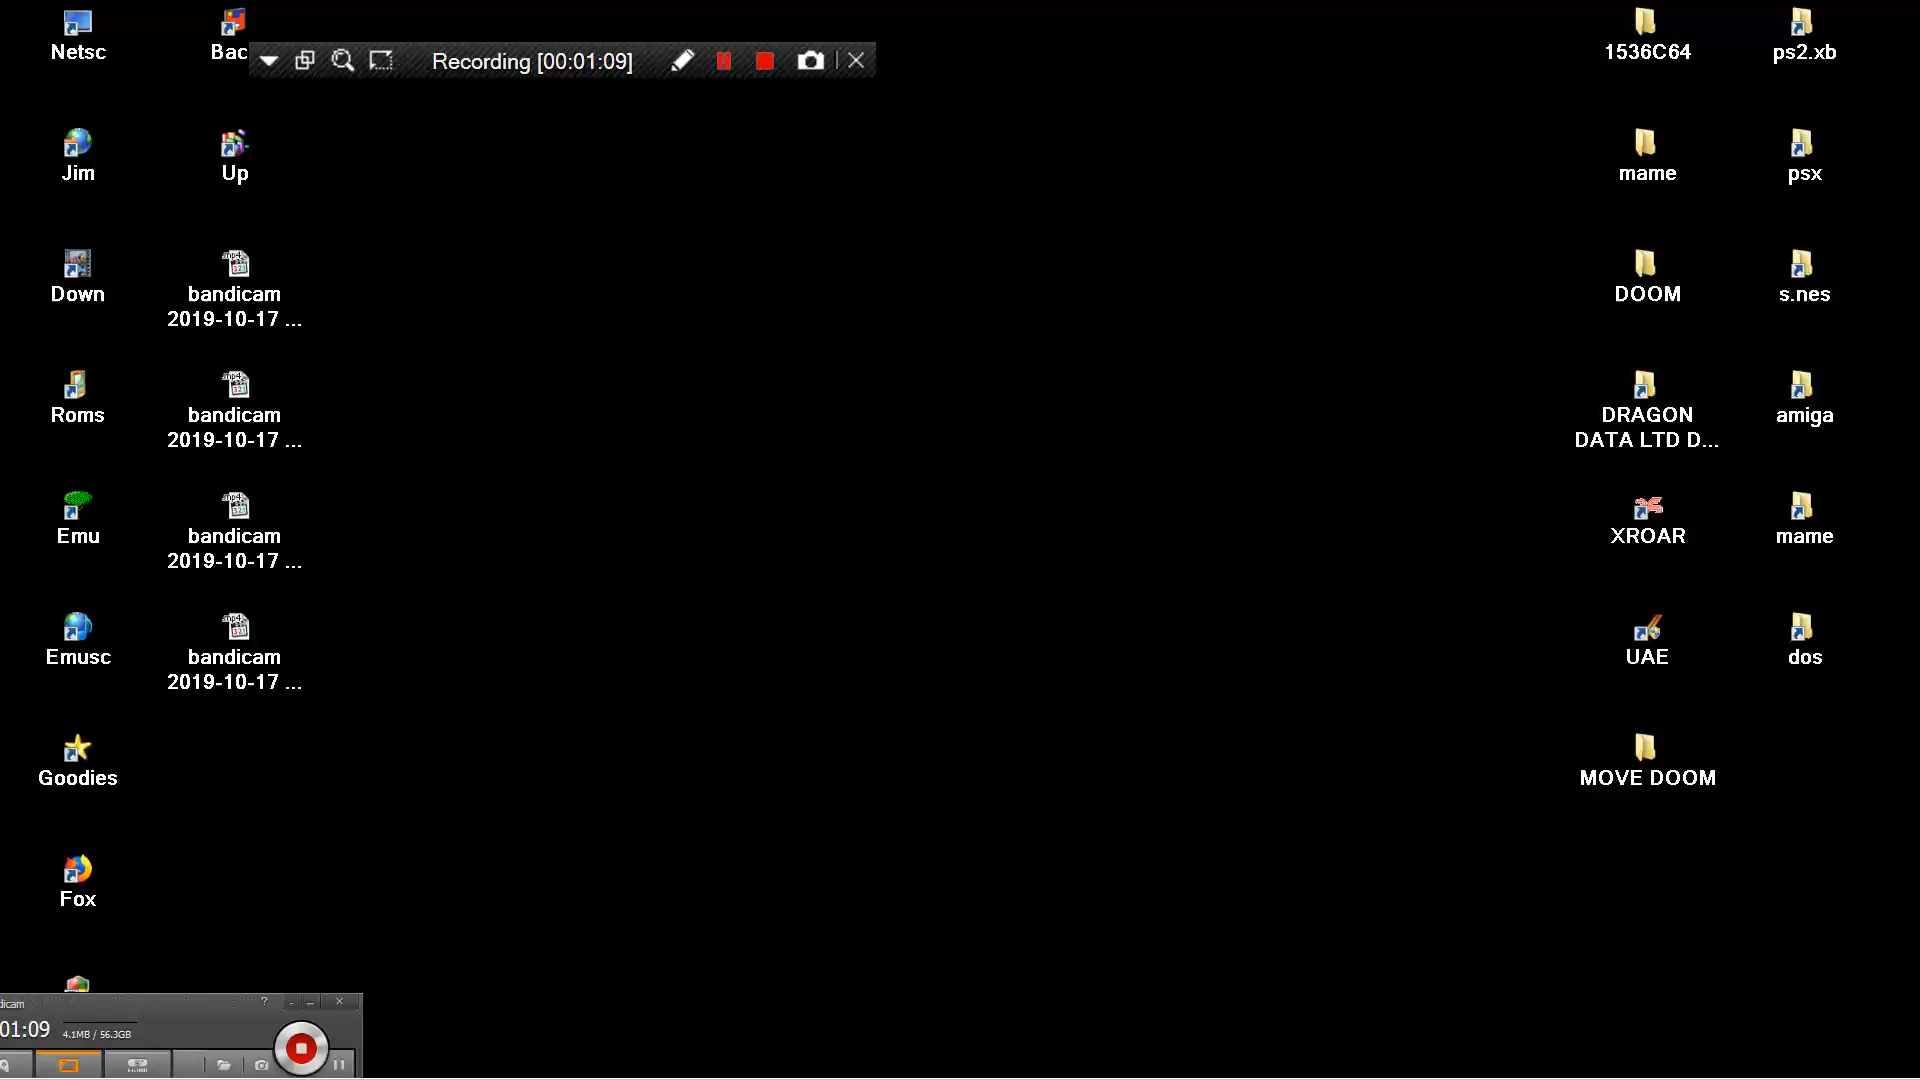 Netsc
Bac
Recording [00:01:09]
1536C64
ps2.xb
Jim
Up
mame
psx
Down
bandicam
2019-10-17 ...
DOOM
s.nes
Roms
bandicam
2019-10-17 ...
DRAGON
DATA LTD D...
amiga
Emu
bandicam
2019-10-17 ...
XROAR
mame
Emusc
bandicam
2019-10-17 ...
UAE
dos
Goodies
MOVE DOOM
Fox
dicam
?
01:09
4.1MB / 56.3GB